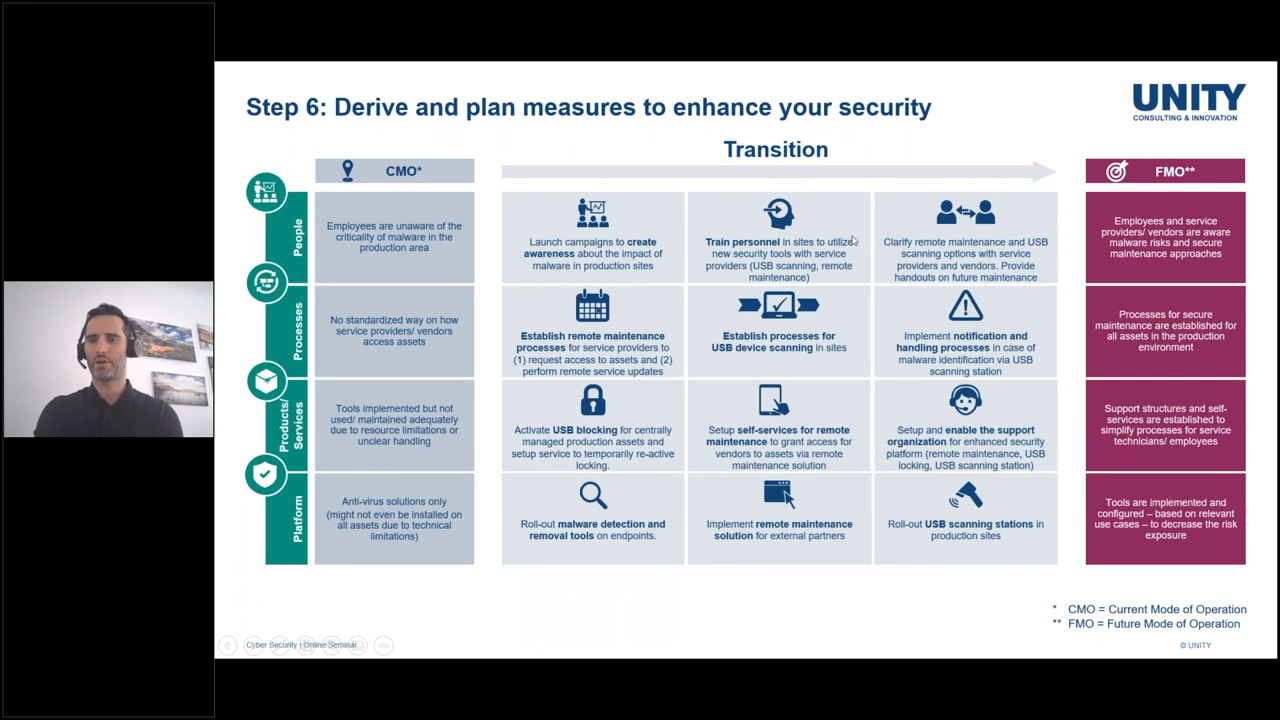 Step 6: Derive and plan measures to enhance your security
UNITY
CONSULTING & INNOVATION
Transition
CMO*
FMO**
People
Employees are unaware of the
criticality of malware in the
production area
Launch campaigns to create
awareness about the impact of
malware in production sites
Train personnel in sites to utilize
new security tools with service
providers (USB scanning, remote
maintenance)
Clarify remote maintenance and USB
scanning options with service
providers and vendors. Provide
handouts on future maintenance
Employees and service
providers/ vendors are aware
malware risks and secure
maintenance approaches
Processes
No standardized way on how
service providers/ vendors
access assets
Establish remote maintenance
processes for service providers to
(1) request access to assets and (2)
perform remote service updates
Establish processes for
USB device scanning in sites
Implement notification and
handling processes in case of
malware identification via USB
scanning station
Processes for secure
maintenance are established for
all assets in the production
environment
Products/
Services
Tools implemented but not
used/ maintained adequately
due to resource limitations or
unclear handling
Activate USB blocking for centrally
managed production assets and
setup service to temporarily re-active
locking.
Setup self-services for remote
maintenance to grant access for
vendors to assets via remote
maintenance solution
Setup and enable the support
organization for enhanced security
platform (remote maintenance, USB
locking, USB scanning station)
Support structures and self-
services are established to
simplify processes for service
technicians/ employees
Platform
Anti-virus solutions only
(might not even be installed on
all assets due to technical
limitations)
Roll-out malware detection and
removal tools on endpoints.
Implement remote maintenance
solution for external partners
Roll-out USB scanning stations in
production sites
Tools are implemented and
configured – based on relevant
use cases – to decrease the risk
exposure
* CMO = Current Mode of Operation
** FMO = Future Mode of Operation
Cyber Security | Online Seminar
© UNITY